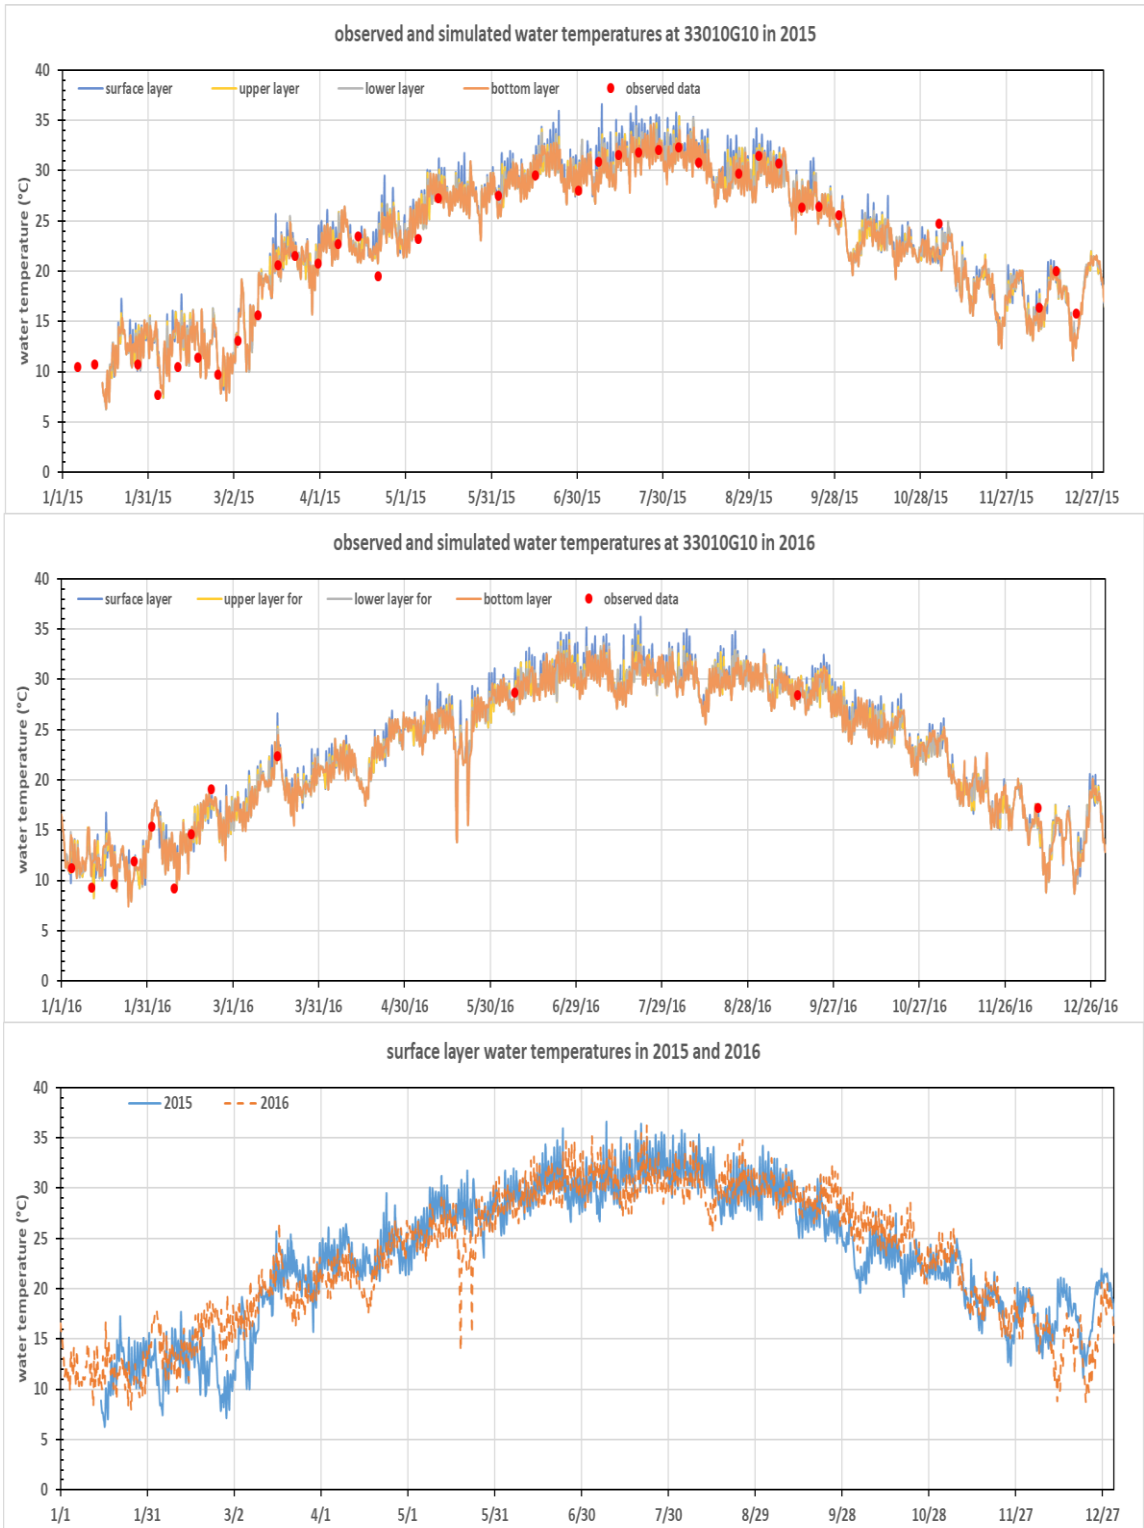 observed and simulated water temperatures at 33010G10 in 2015
surface layer upper layer lower layer bottom layer observed data
water temperature (°C)
40
35
30
25
20
15
10
5
0
1/1/15 1/31/15 3/2/15 4/1/15 5/1/15 5/31/15 6/30/15 7/30/15 8/29/15 9/28/15 10/28/15 11/27/15 12/27/15
observed and simulated water temperatures at 33010G10 in 2016
surface layer upper layer for lower layer for bottom layer observed data
water temperature (°C)
40
35
30
25
20
15
10
5
0
1/1/16 1/31/16 3/1/16 3/31/16 4/30/16 5/30/16 6/29/16 7/29/16 8/28/16 9/27/16 10/27/16 11/26/16 12/26/16
surface layer water temperatures in 2015 and 2016
2015 2016
water temperature (°C)
40
35
30
25
20
15
10
5
0
1/1 1/31 3/2 4/1 5/1 5/31 6/30 7/30 8/29 9/28 10/28 11/27 12/27